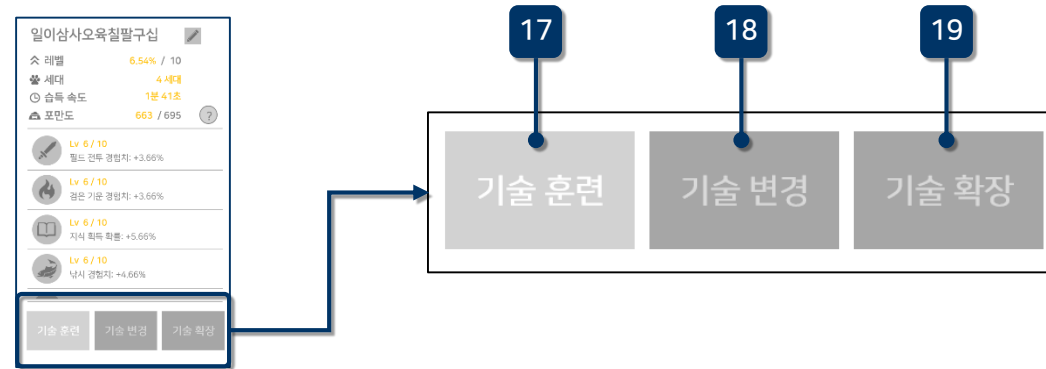 일이삼사오육칠팔구십
레벨 6.54% / 10
세대 4 세대
습득 속도 1분 41초
포만도 663 / 695 ?
Lv 6 / 10
필드 전투 경험치: +3.66%
Lv 6 / 10
검은 기운 경험치: +3.66%
Lv 6 / 10
지식 획득 확률: +5.66%
Lv 6 / 10
낚시 경험치: +4.66%
기술 훈련 기술 변경 기술 확장
17 18 19
기술 훈련 기술 변경 기술 확장